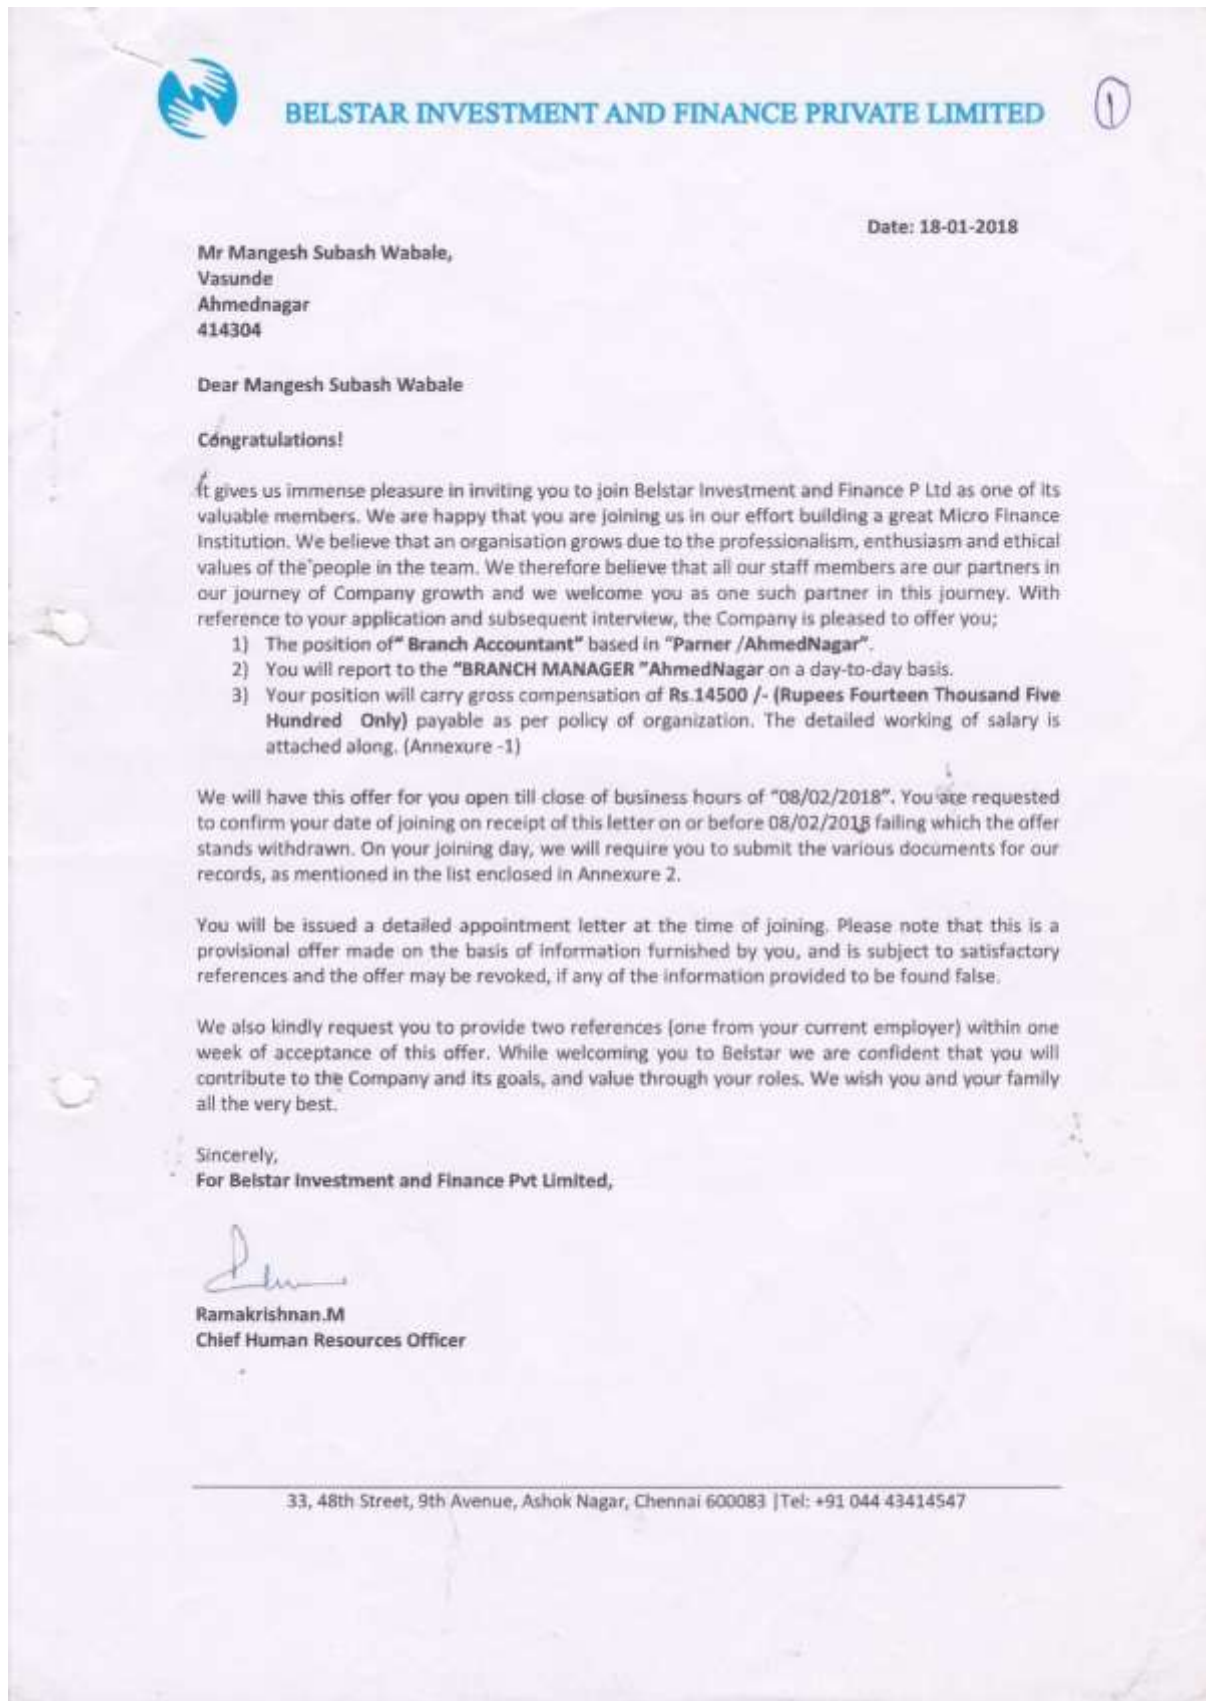 BELSTAR INVESTMENT AND FINANCE PRIVATE LIMITED
1
Date: 18-01-2018
Mr Mangesh Subash Wabale,
Vasunde
Ahmednagar
414304
Dear Mangesh Subash Wabale
Congratulations!
It gives us immense pleasure in inviting you to join Belstar Investment and Finance P Ltd as one of its
valuable members. We are happy that you are joining us in our effort building a great Micro Finance
Institution. We believe that an organisation grows due to the professionalism, enthusiasm and ethical
values of the people in the team. We therefore believe that all our staff members are our partners in
our journey of Company growth and we welcome you as one such partner in this journey. With
reference to your application and subsequent interview, the Company is pleased to offer you;
1) The position of" Branch Accountant" based in "Parner /AhmedNagar".
2) You will report to the "BRANCH MANAGER "AhmedNagar on a day-to-day basis.
3) Your position will carry gross compensation of Rs.14500 /- (Rupees Fourteen Thousand Five
Hundred Only) payable as per policy of organization. The detailed working of salary is
attached along. (Annexure -1)
We will have this offer for you open till close of business hours of "08/02/2018". You are requested
to confirm your date of joining on receipt of this letter on or before 08/02/2018 failing which the offer
stands withdrawn. On your joining day, we will require you to submit the various documents for our
records, as mentioned in the list enclosed in Annexure 2.
You will be issued a detailed appointment letter at the time of joining. Please note that this is a
provisional offer made on the basis of information furnished by you, and is subject to satisfactory
references and the offer may be revoked, if any of the information provided to be found false.
We also kindly request you to provide two references (one from your current employer) within one
week of acceptance of this offer. While welcoming you to Belstar we are confident that you will
contribute to the Company and its goals, and value through your roles. We wish you and your family
all the very best.
Sincerely,
For Belstar Investment and Finance Pvt Limited,
Ramakrishnan.M
Chief Human Resources Officer
33, 48th Street, 9th Avenue, Ashok Nagar, Chennai 600083 |Tel: +91 044 43414547